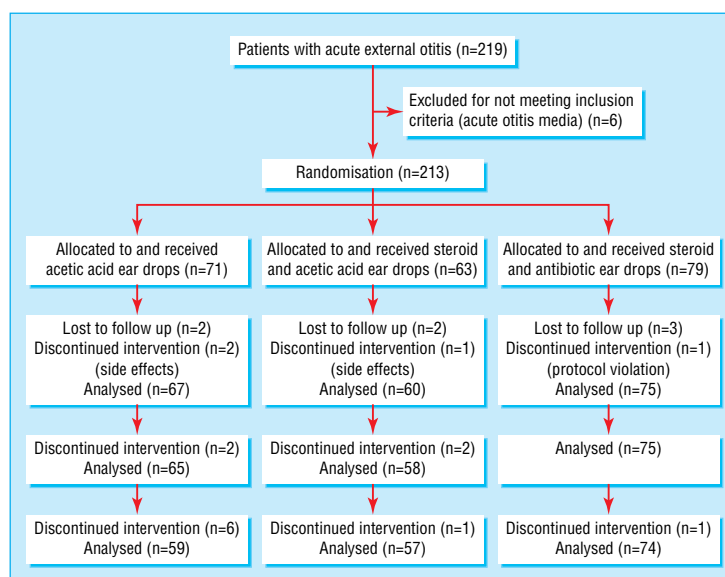 Patients with acute external otitis (n=219)
Excluded for not meeting inclusion
criteria (acute otitis media) (n=6)
Randomisation (n=213)
Allocated to and received
acetic acid ear drops (n=71)
Allocated to and received steroid
and acetic acid ear drops (n=63)
Allocated to and received steroid
and antibiotic ear drops (n=79)
Lost to follow up (n=2)
Discontinued intervention (n=2)
(side effects)
Analysed (n=67)
Lost to follow up (n=2)
Discontinued intervention (n=1)
(side effects)
Analysed (n=60)
Lost to follow up (n=3)
Discontinued intervention (n=1)
(protocol violation)
Analysed (n=75)
Discontinued intervention (n=2)
Analysed (n=65)
Discontinued intervention (n=2)
Analysed (n=58)
Analysed (n=75)
Discontinued intervention (n=6)
Analysed (n=59)
Discontinued intervention (n=1)
Analysed (n=57)
Discontinued intervention (n=1)
Analysed (n=74)